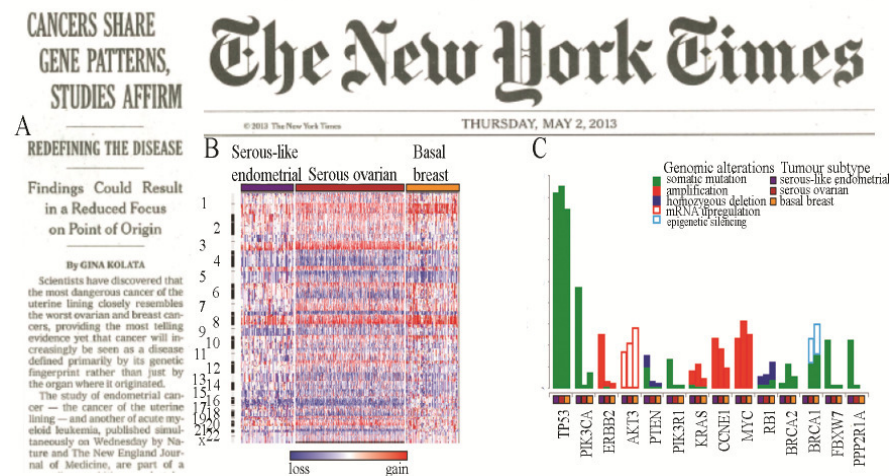 CANCERS SHARE
GENE PATTERNS,
STUDIES AFFIRM
The New York Times
© 2013 The New York Times
THURSDAY, MAY 2, 2013
A
REDEFINING THE DISEASE
Findings Could Result
in a Reduced Focus
on Point of Origin
By GINA KOLATA
Scientists have discovered that
the most dangerous cancer of the
uterine lining closely resembles
the worst ovarian and breast can-
cers, providing the most telling
evidence yet that cancer will in-
creasingly be seen as a disease
defined primarily by its genetic
fingerprint rather than just by
the organ where it originated.
The study of endometrial can-
cer — the cancer of the uterine
lining — and another of acute my-
eloid leukemia, published simul-
taneously on Wednesday by Na-
ture and The New England Jour-
nal of Medicine, are part of a
B
Serous-like
endometrial
Serous ovarian
Basal
breast
1
2
3
4
5
6
7
8
9
10
11
12
13
14
15
16
17
18
19
20
21
22
X
loss
gain
C
Genomic alterations
somatic mutation
amplification
homozygous deletion
mRNA upregulation
epigenetic silencing
Tumour subtype
serous-like endometrial
serous ovarian
basal breast
TP53
PIK3CA
ERBB2
AKT3
PTEN
PIK3R1
KRAS
CCNE1
MYC
RB1
BRCA2
BRCA1
FBXW7
PPP2R1A